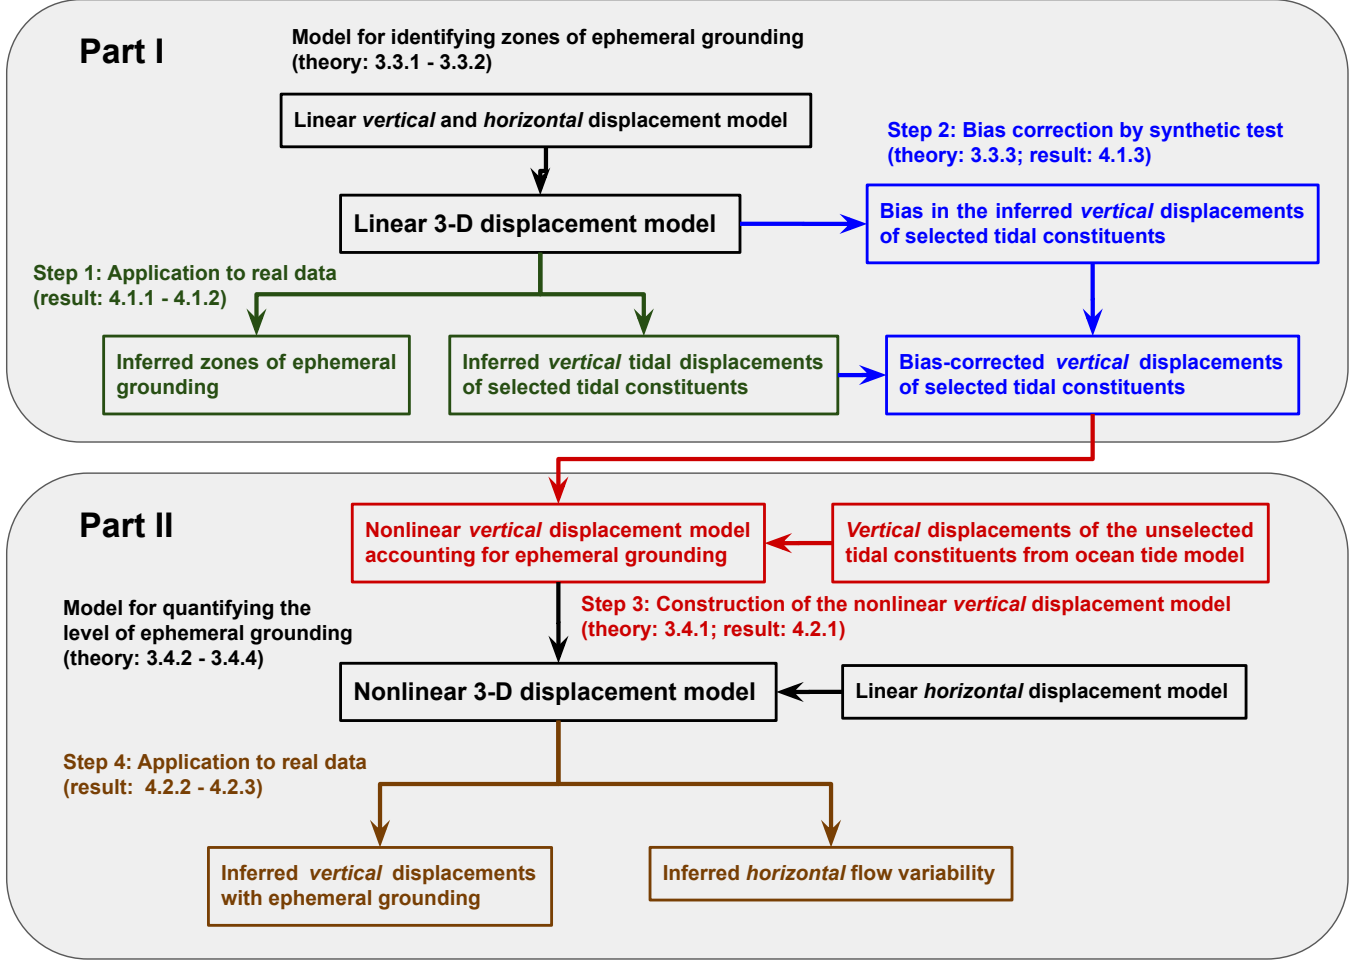 Part I
Model for identifying zones of ephemeral grounding
(theory: 3.3.1 - 3.3.2)
Linear vertical and horizontal displacement model
Step 2: Bias correction by synthetic test
(theory: 3.3.3; result: 4.1.3)
Linear 3-D displacement model
Bias in the inferred vertical displacements
of selected tidal constituents
Step 1: Application to real data
(result: 4.1.1 - 4.1.2)
Inferred zones of ephemeral
grounding
Inferred vertical tidal displacements
of selected tidal constituents
Bias-corrected vertical displacements
of selected tidal constituents
Part II
Nonlinear vertical displacement model
accounting for ephemeral grounding
Vertical displacements of the unselected
tidal constituents from ocean tide model
Model for quantifying the
level of ephemeral grounding
(theory: 3.4.2 - 3.4.4)
Step 3: Construction of the nonlinear vertical displacement model
(theory: 3.4.1; result: 4.2.1)
Nonlinear 3-D displacement model
Linear horizontal displacement model
Step 4: Application to real data
(result:  4.2.2 - 4.2.3)
Inferred vertical displacements
with ephemeral grounding
Inferred horizontal flow variability